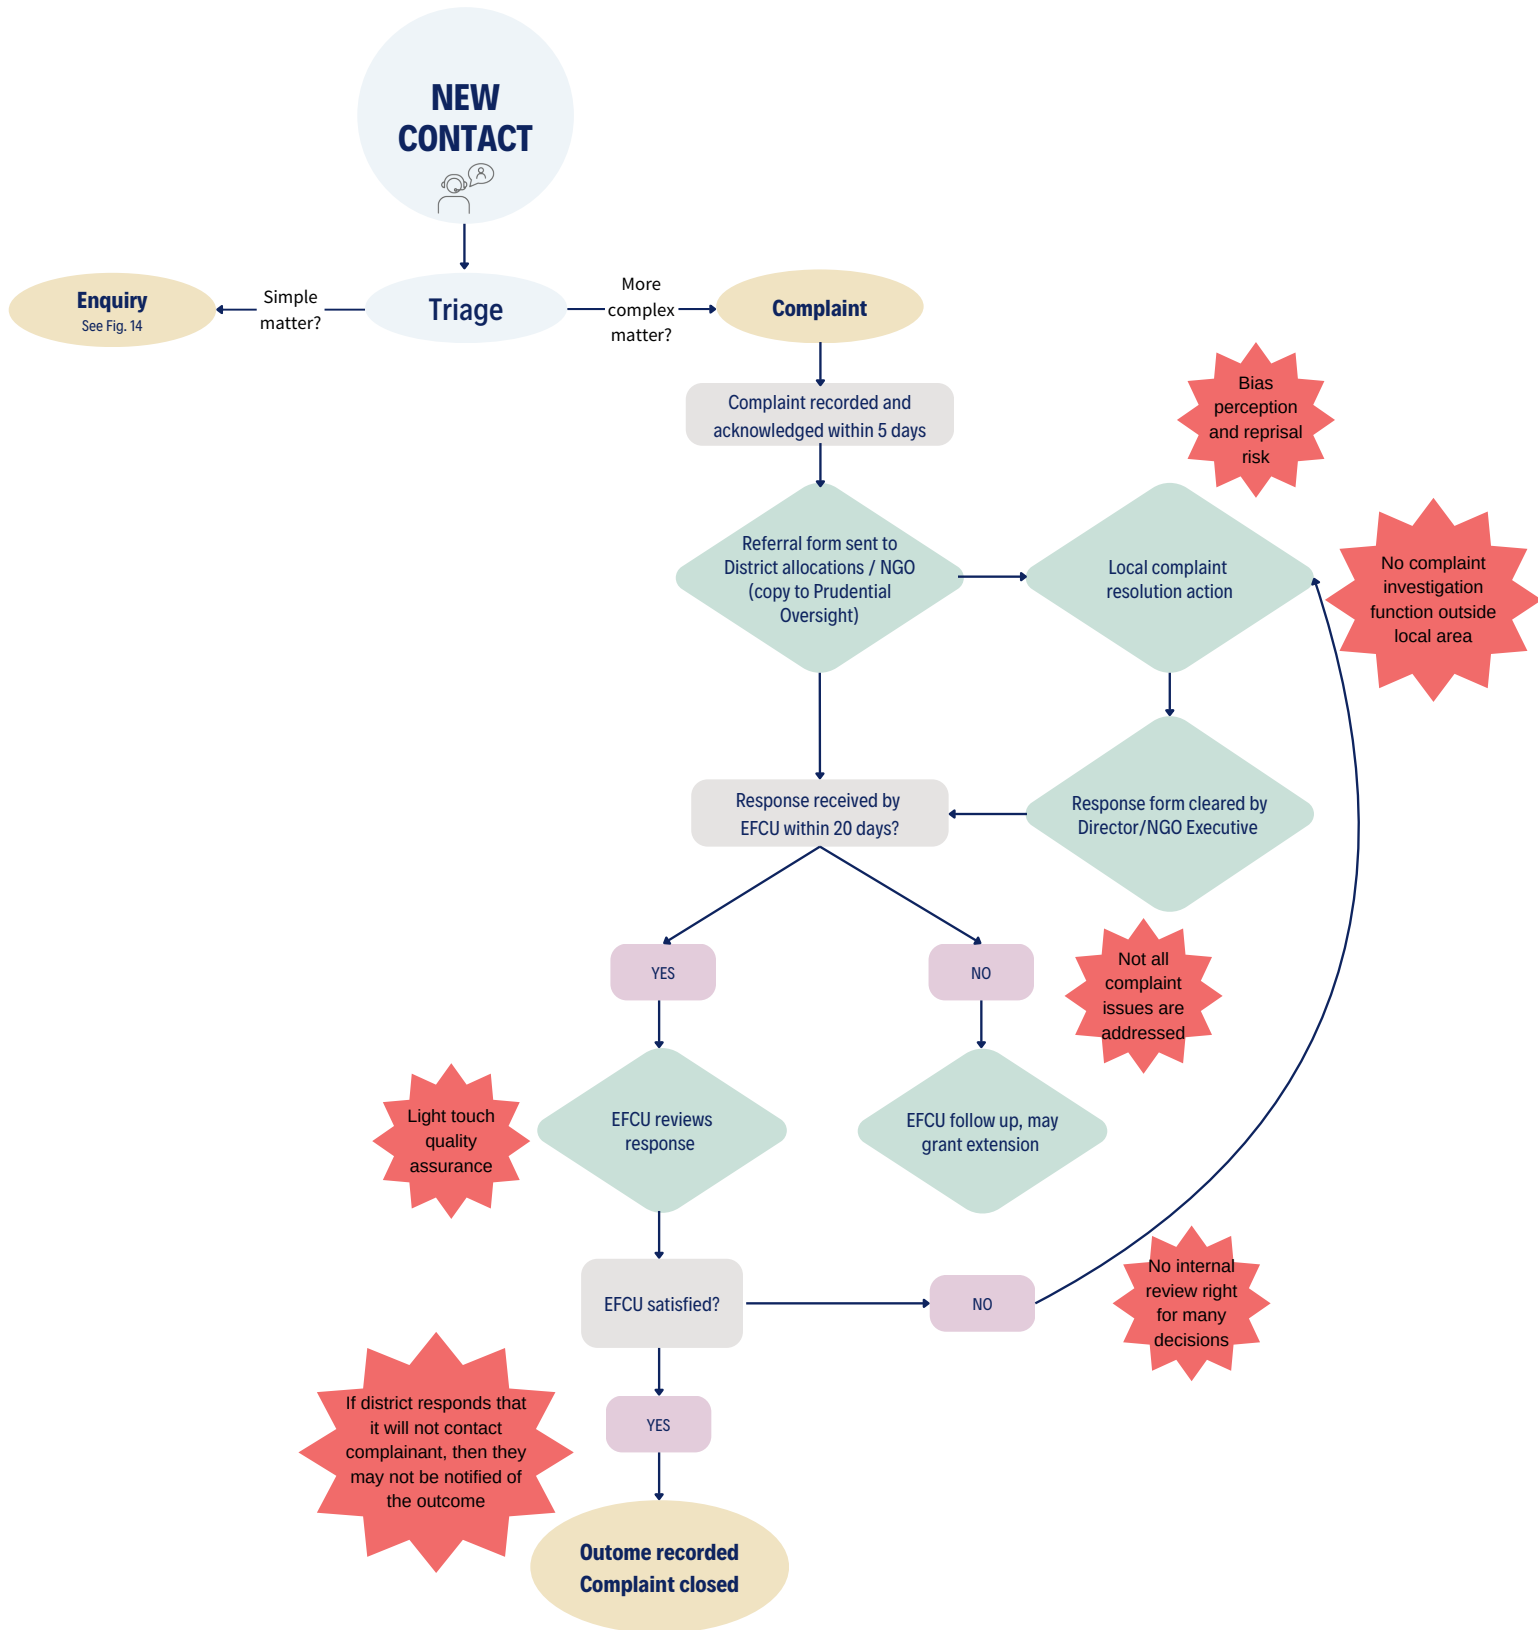 NEW
CONTACT
Enquiry
See Fig. 14
Simple
matter?
Triage
More
complex
matter?
Complaint
Complaint recorded and
acknowledged within 5 days
Bias
perception
and reprisal
risk
Referral form sent to
District allocations / NGO
(copy to Prudential
Oversight)
Local complaint
resolution action
No complaint
investigation
function outside
local area
Response received by
EFCU within 20 days?
Response form cleared by
Director/NGO Executive
YES
NO
Not all
complaint
issues are
addressed
Light touch
quality
assurance
EFCU reviews
response
EFCU follow up, may
grant extension
EFCU satisfied?
NO
No internal
review right
for many
decisions
If district responds that
it will not contact
complainant, then they
may not be notified of
the outcome
YES
Outome recorded
Complaint closed